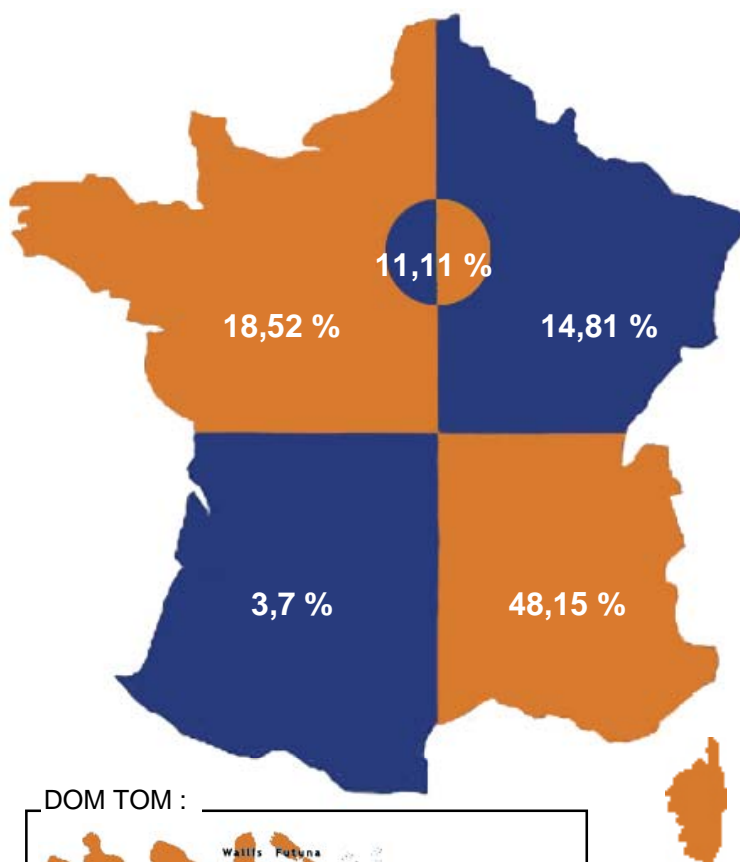 11,11 %
18,52 %
14,81 %
3,7 %
48,15 %
DOM TOM :
Wallis Futuna